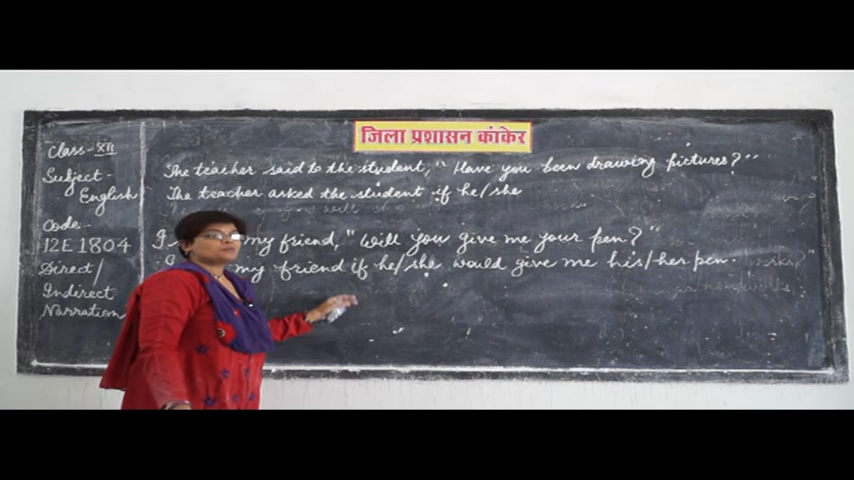 जिला प्रशासन कांकेर
Class- XII
Subject-
English
Code-
12E1804
Direct/
Indirect
Narration
The teacher said to the student, "Have you been drawing pictures?"
The teacher asked the student if he/she
I my friend, "Will you give me your pen?"
my friend if he/she would give me his/her pen.